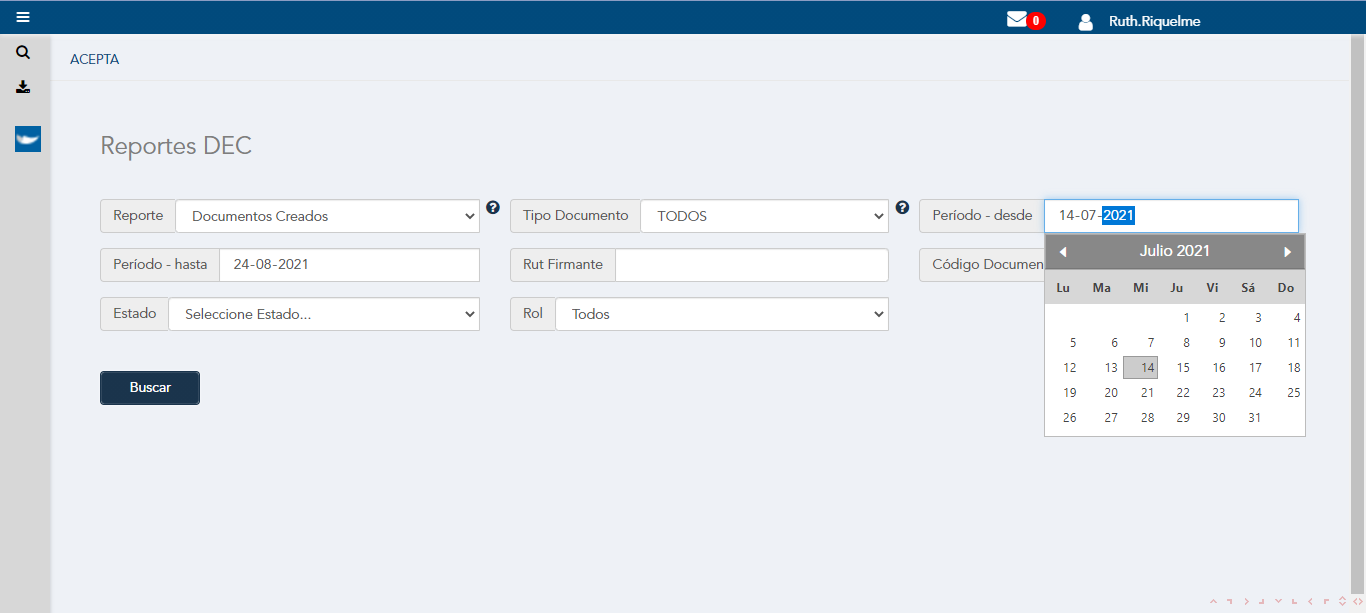 0 Ruth.Riquelme
ACEPTA
Reportes DEC
Reporte Documentos Creados Tipo Documento TODOS Período - desde 14-07-2021
Período - hasta 24-08-2021 Rut Firmante Código Documen
Estado Seleccione Estado... Rol Todos
Buscar
Julio 2021
Lu Ma Mi Ju Vi Sá Do
1 2 3 4
5 6 7 8 9 10 11
12 13 14 15 16 17 18
19 20 21 22 23 24 25
26 27 28 29 30 31